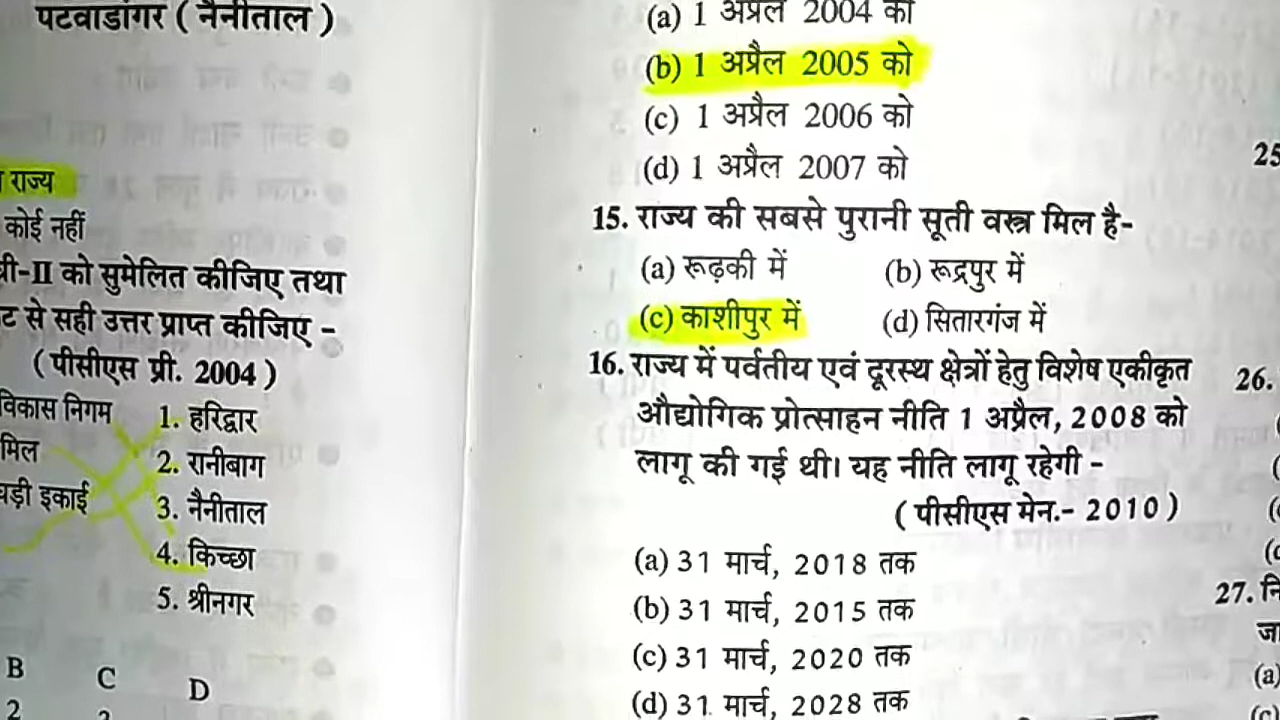 पटवाडांगर ( नैनीताल )
राज्य
कोई नहीं
को सुमेलित कीजिए तथा
से सही उत्तर प्राप्त कीजिए -
( पीसीएस प्री. 2004 )
विकास निगम 1. हरिद्वार
मिल 2. रानीबाग
इकाई 3. नैनीताल
4. किच्छा
5. श्रीनगर
B C D
2
(a) 1 अप्रैल 2004 को
(b) 1 अप्रैल 2005 को
(c) 1 अप्रैल 2006 को
(d) 1 अप्रैल 2007 को
15. राज्य की सबसे पुरानी सूती वस्त्र मिल है-
(a) रूढ़की में (b) रूद्रपुर में
(c) काशीपुर में (d) सितारगंज में
16. राज्य में पर्वतीय एवं दूरस्थ क्षेत्रों हेतु विशेष एकीकृत
औद्योगिक प्रोत्साहन नीति 1 अप्रैल, 2008 को
लागू की गई थी। यह नीति लागू रहेगी -
( पीसीएस मेन.- 2010 )
(a) 31 मार्च, 2018 तक
(b) 31 मार्च, 2015 तक
(c) 31 मार्च, 2020 तक
(d) 31 मार्च, 2028 तक
25
26.
27.
(a)